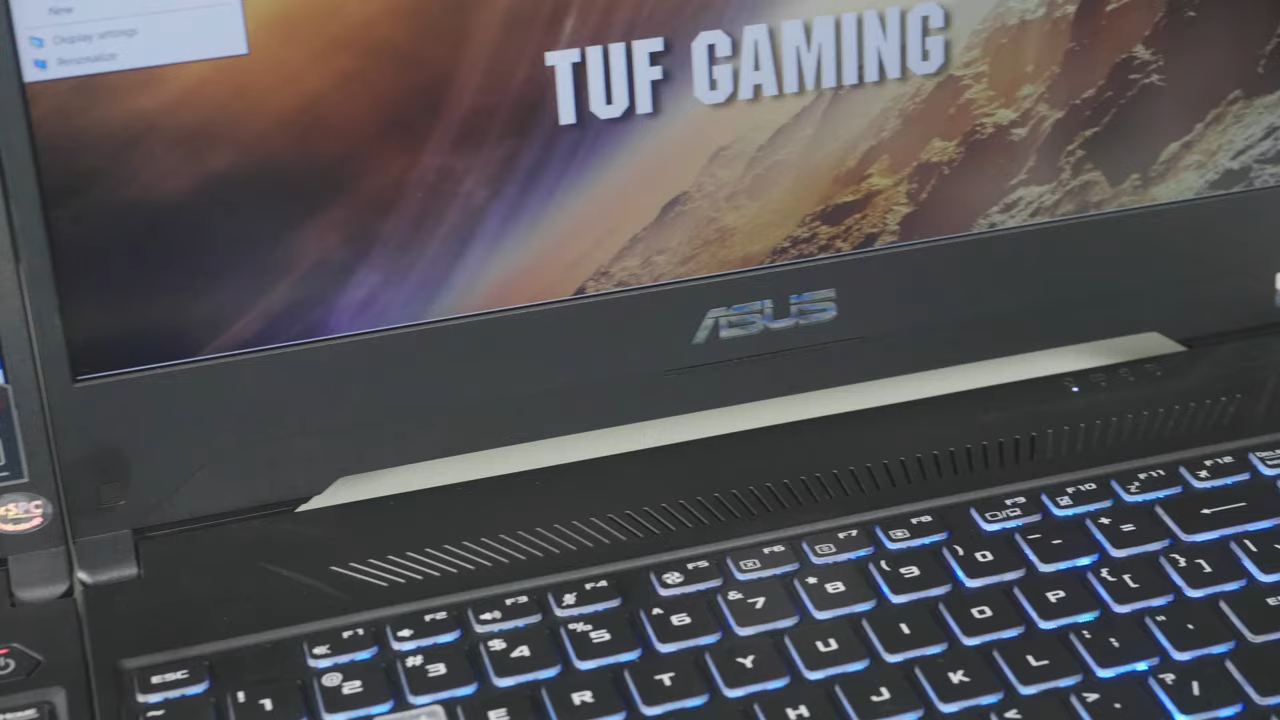 New
Display settings
Personalize
TUF GAMING
ASUS
SPC
F1 F2 F3 F4 F5 F6 F7 F8 F9 F10 F11 F12
ESC
~ ! 1 @ 2 # 3 $ 4 % 5 ^ 6 & 7 * 8 ( 9 ) 0 _ - + =
E R T Y U I O P { [ } ]
H J K L : ; " '
< > . ? /